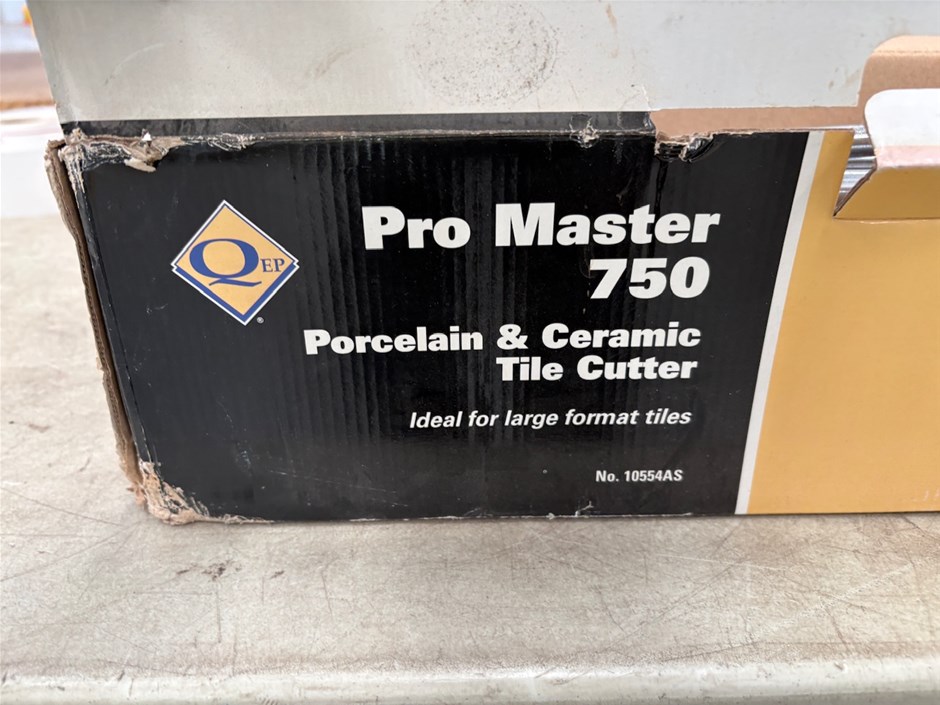 QEP
®
Pro Master
750
Porcelain & Ceramic
Tile Cutter
Ideal for large format tiles
No. 10554AS